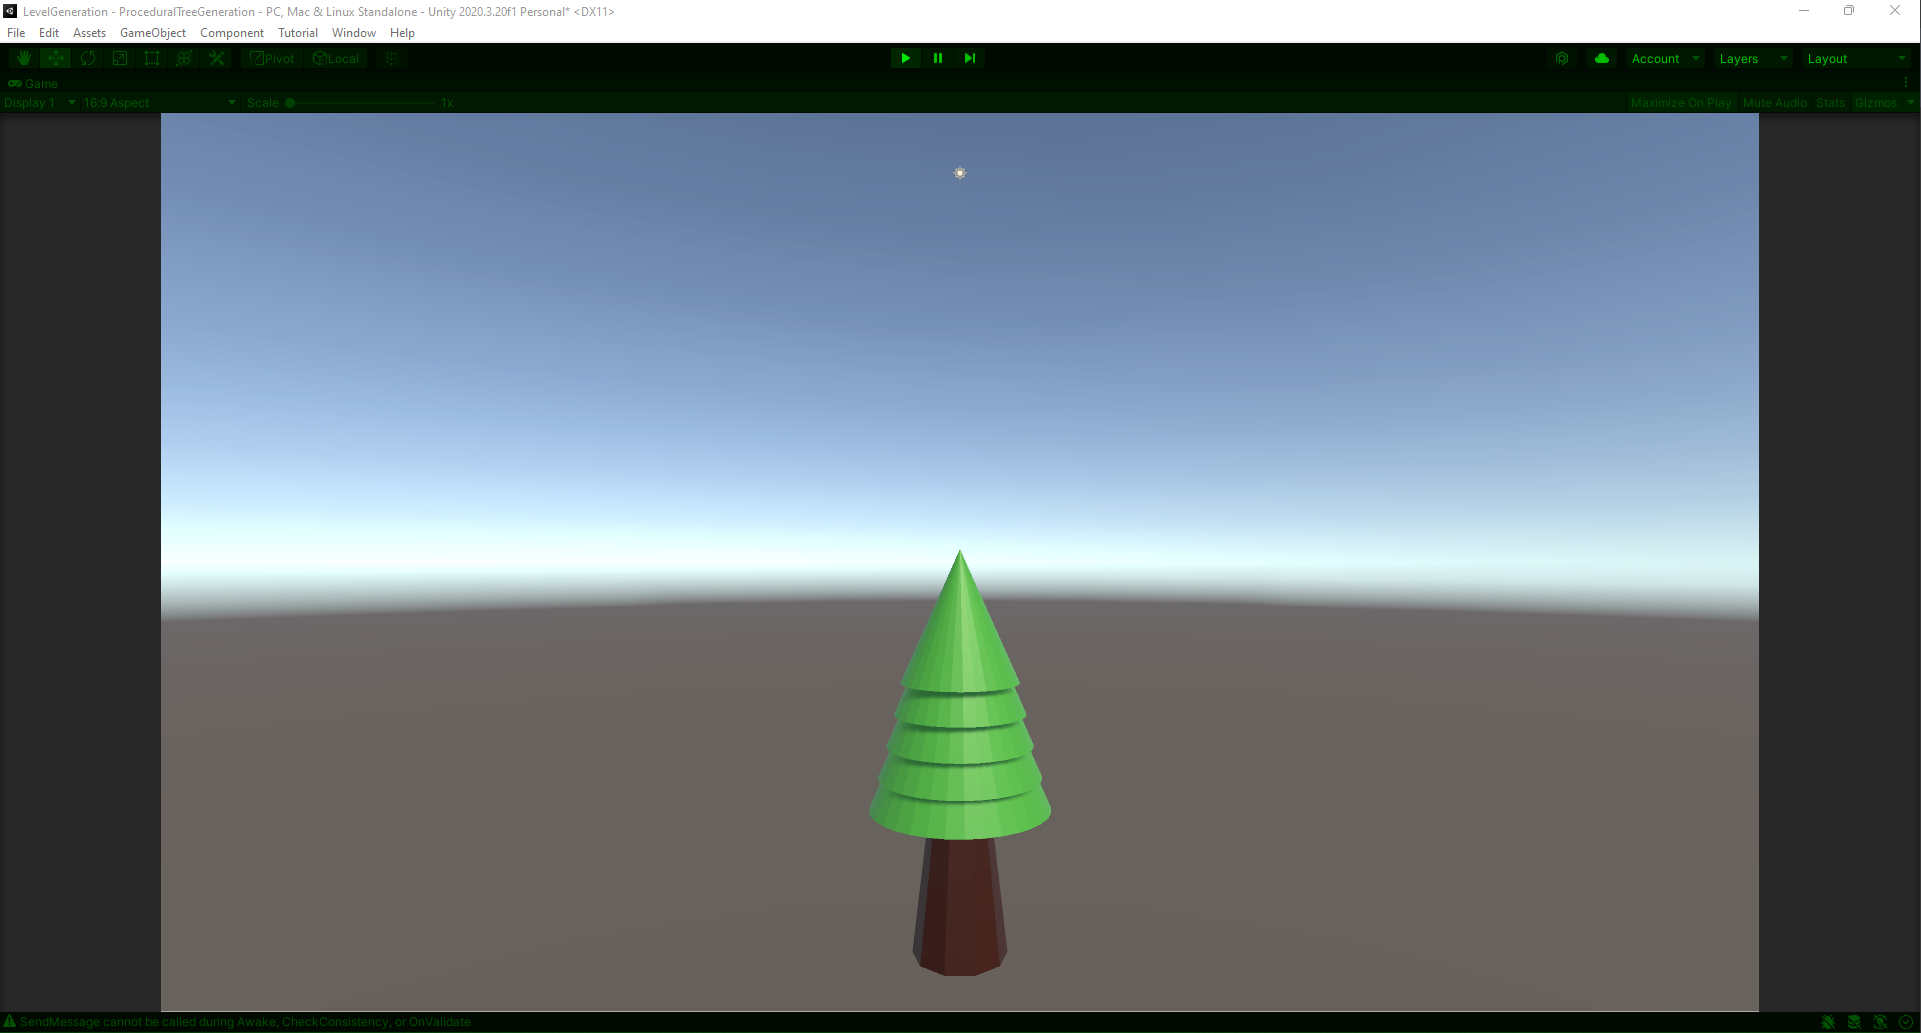 LevelGeneration - ProceduralTreeGeneration - PC, Mac & Linux Standalone - Unity 2020.3.20f1 Personal* <DX11>
File Edit Assets GameObject Component Tutorial Window Help
Pivot Local Account Layers Layout
Game
Display 1 16:9 Aspect Scale 1x Maximize On Play Mute Audio Stats Gizmos
SendMessage cannot be called during Awake, CheckConsistency, or OnValidate